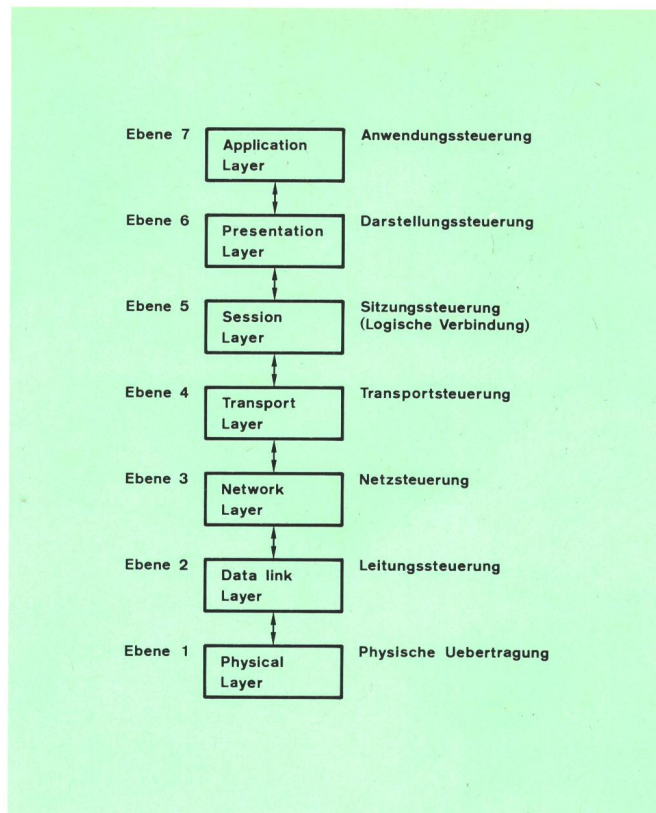 Ebene 7 Application Layer Anwendungssteuerung
Ebene 6 Presentation Layer Darstellungssteuerung
Ebene 5 Session Layer Sitzungssteuerung (Logische Verbindung)
Ebene 4 Transport Layer Transportsteuerung
Ebene 3 Network Layer Netzsteuerung
Ebene 2 Data link Layer Leitungssteuerung
Ebene 1 Physical Layer Physische Uebertragung